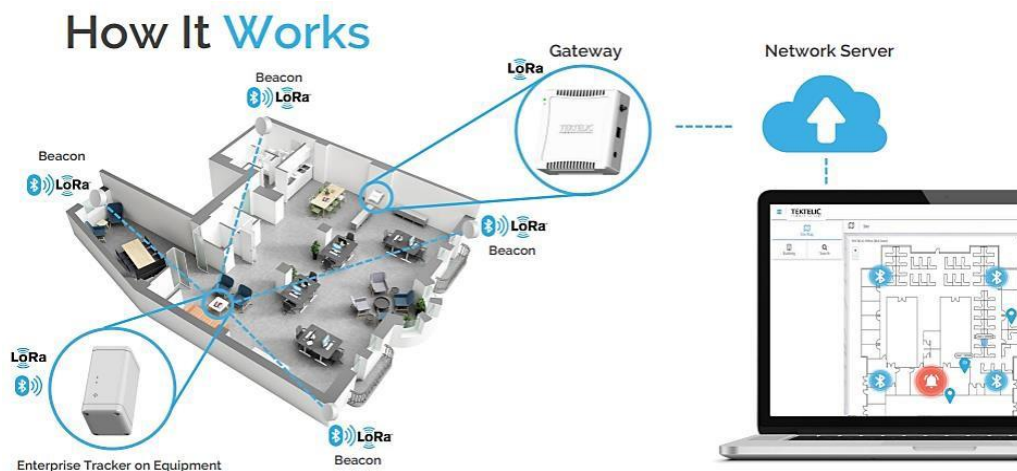 How It Works
Beacon
LoRa
Gateway
LoRa
Network Server
Beacon
LoRa
TEKTELIC
LoRa
Beacon
TEKTELIC
LoRa
LoRa
Beacon
Enterprise Tracker on Equipment